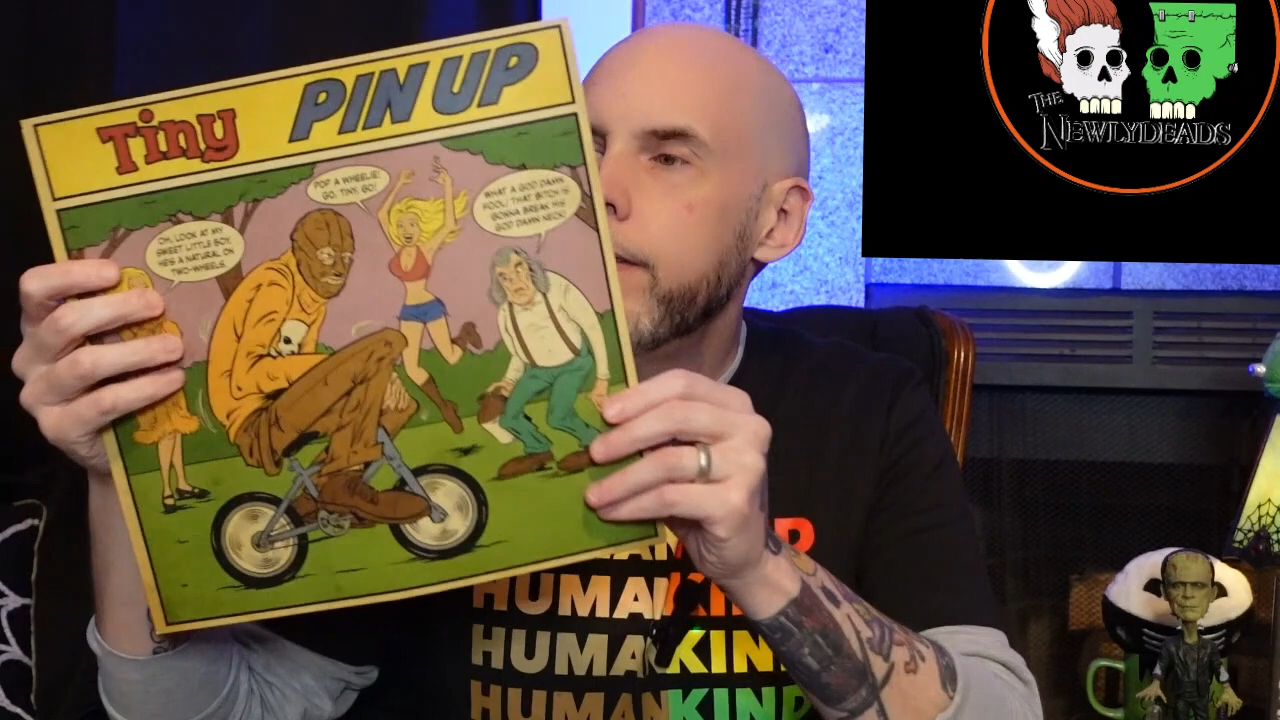 Tiny PIN UP
OH, LOOK AT MY
SWEET LITTLE BOY.
HE'S A NATURAL ON
TWO-WHEELS.
POP A WHEELIE!
GO, TINY, GO!
WHAT A GOD DAMN
FOOL! THAT BITCH IS
GONNA BREAK HIS
GOD DAMN NECK!
THE
NEWLYDEADS
HUMANKIND
HUMANKIND
HUMANKIND